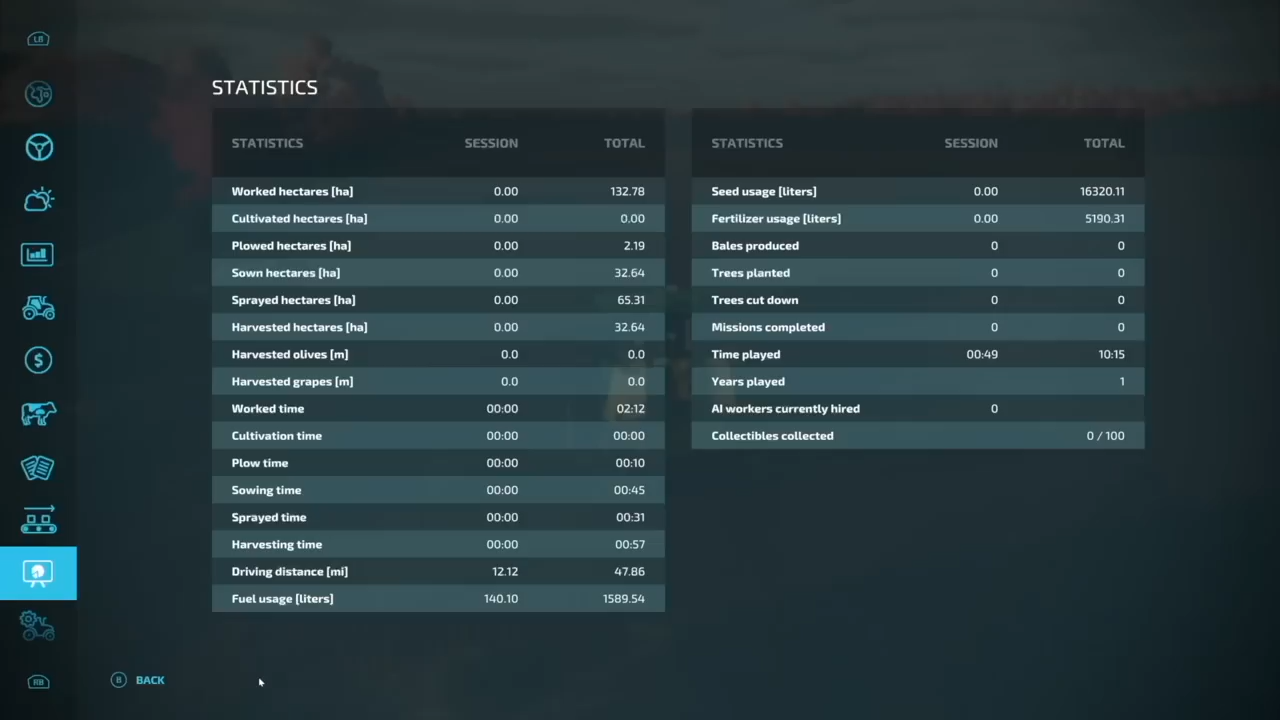 LB
STATISTICS
STATISTICS SESSION TOTAL
Worked hectares [ha] 0.00 132.78
Cultivated hectares [ha] 0.00 0.00
Plowed hectares [ha] 0.00 2.19
Sown hectares [ha] 0.00 32.64
Sprayed hectares [ha] 0.00 65.31
Harvested hectares [ha] 0.00 32.64
Harvested olives [m] 0.0 0.0
Harvested grapes [m] 0.0 0.0
Worked time 00:00 02:12
Cultivation time 00:00 00:00
Plow time 00:00 00:10
Sowing time 00:00 00:45
Sprayed time 00:00 00:31
Harvesting time 00:00 00:57
Driving distance [mi] 12.12 47.86
Fuel usage [liters] 140.10 1589.54
STATISTICS SESSION TOTAL
Seed usage [liters] 0.00 16320.11
Fertilizer usage [liters] 0.00 5190.31
Bales produced 0 0
Trees planted 0 0
Trees cut down 0 0
Missions completed 0 0
Time played 00:49 10:15
Years played 1
AI workers currently hired 0
Collectibles collected 0 / 100
RB
B BACK